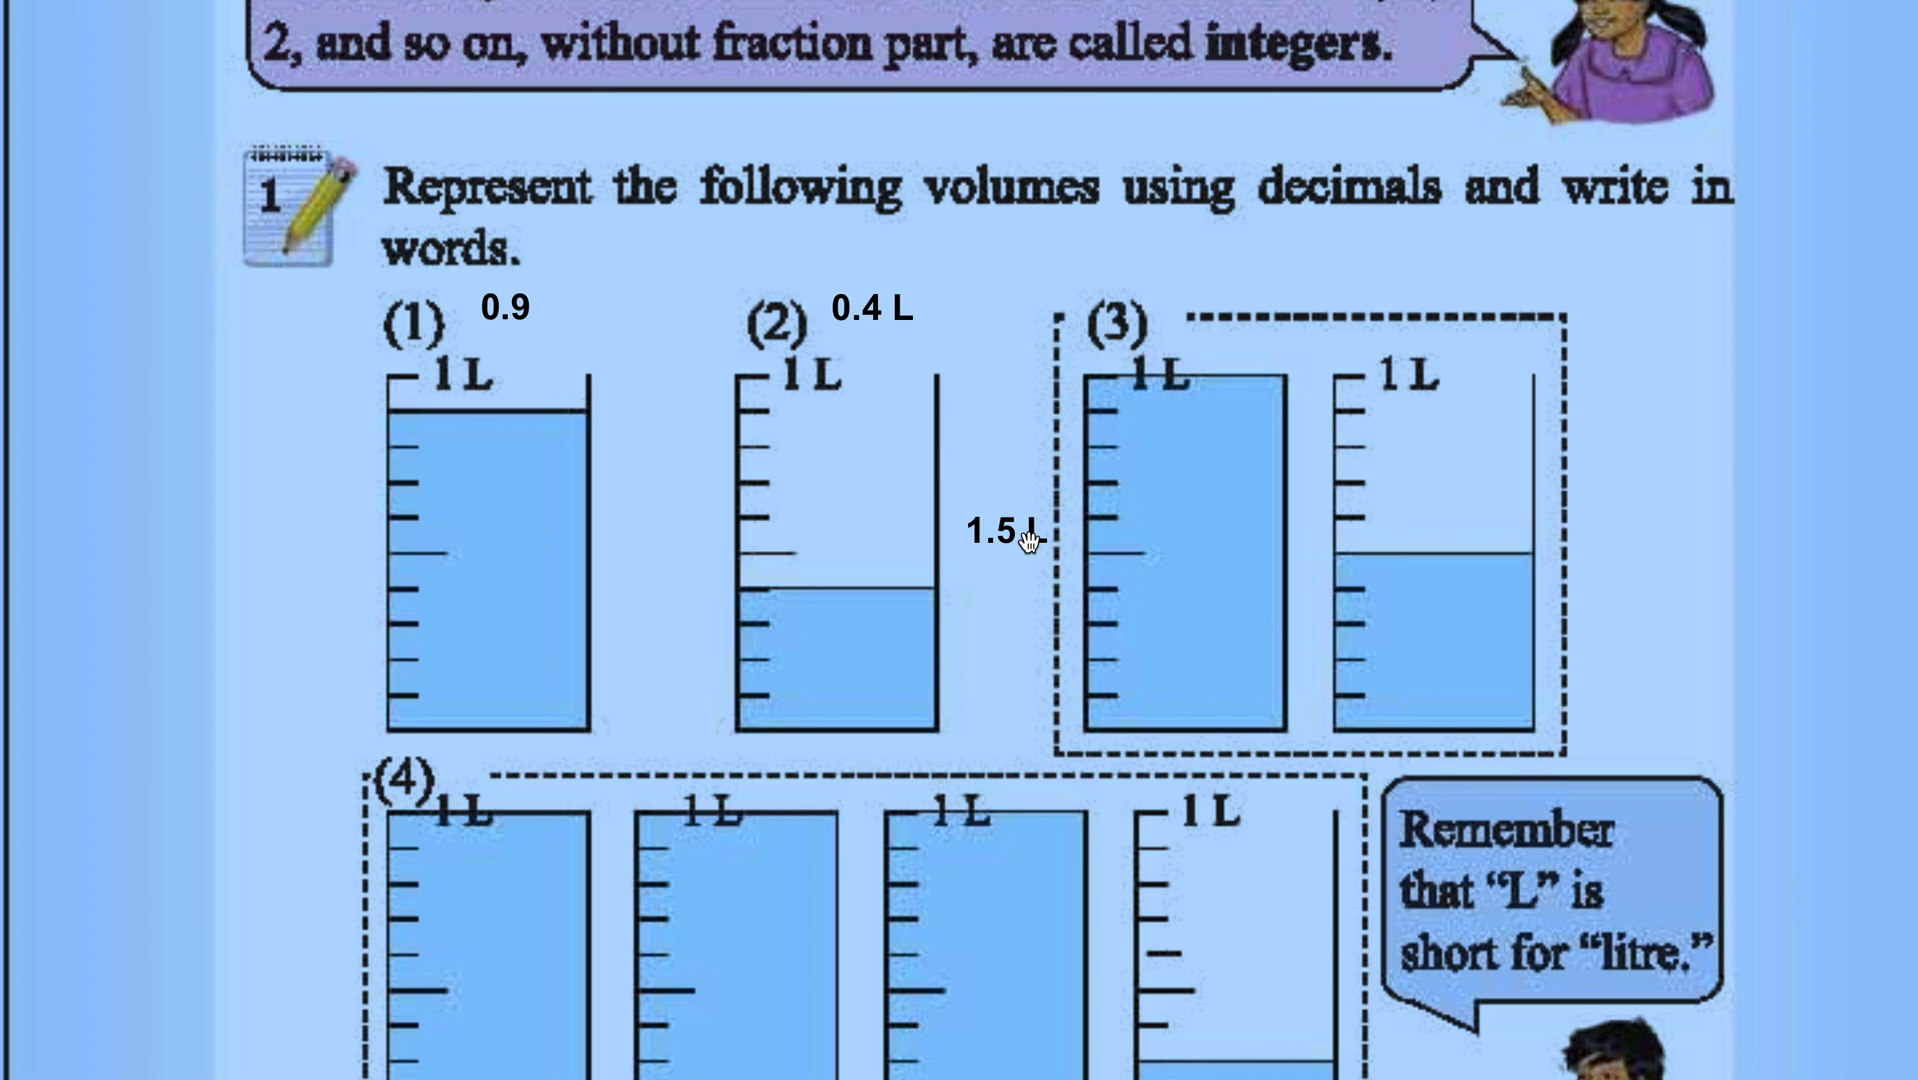 2, and so on, without fraction part, are called integers.
1
Represent the following volumes using decimals and write in
words.
(1) 0.9
1 L
(2) 0.4 L
1 L
(3)
1 L
1 L
1.5 L
(4)
1 L
1 L
1 L
1 L
Remember
that “L” is
short for “litre.”